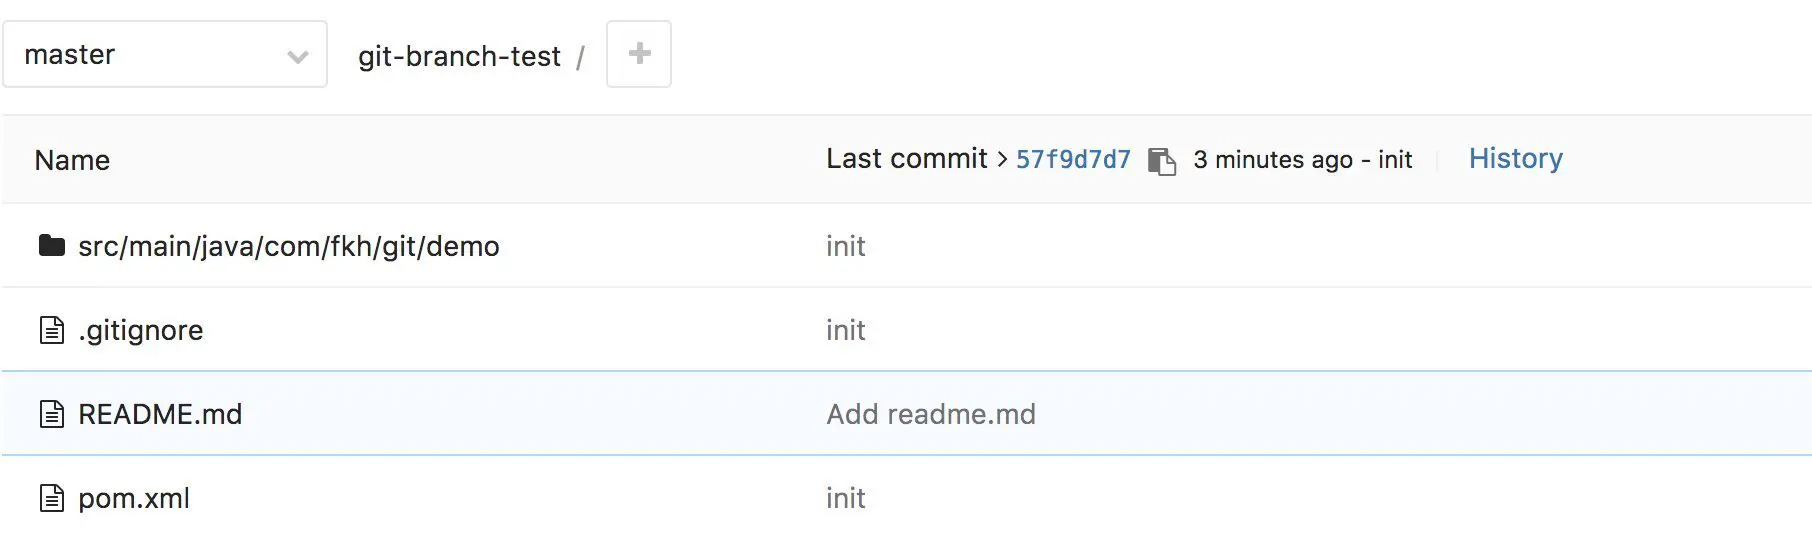 master git-branch-test / +
Name Last commit > 57f9d7d7 3 minutes ago - init History
src/main/java/com/fkh/git/demo init
.gitignore init
README.md Add readme.md
pom.xml init